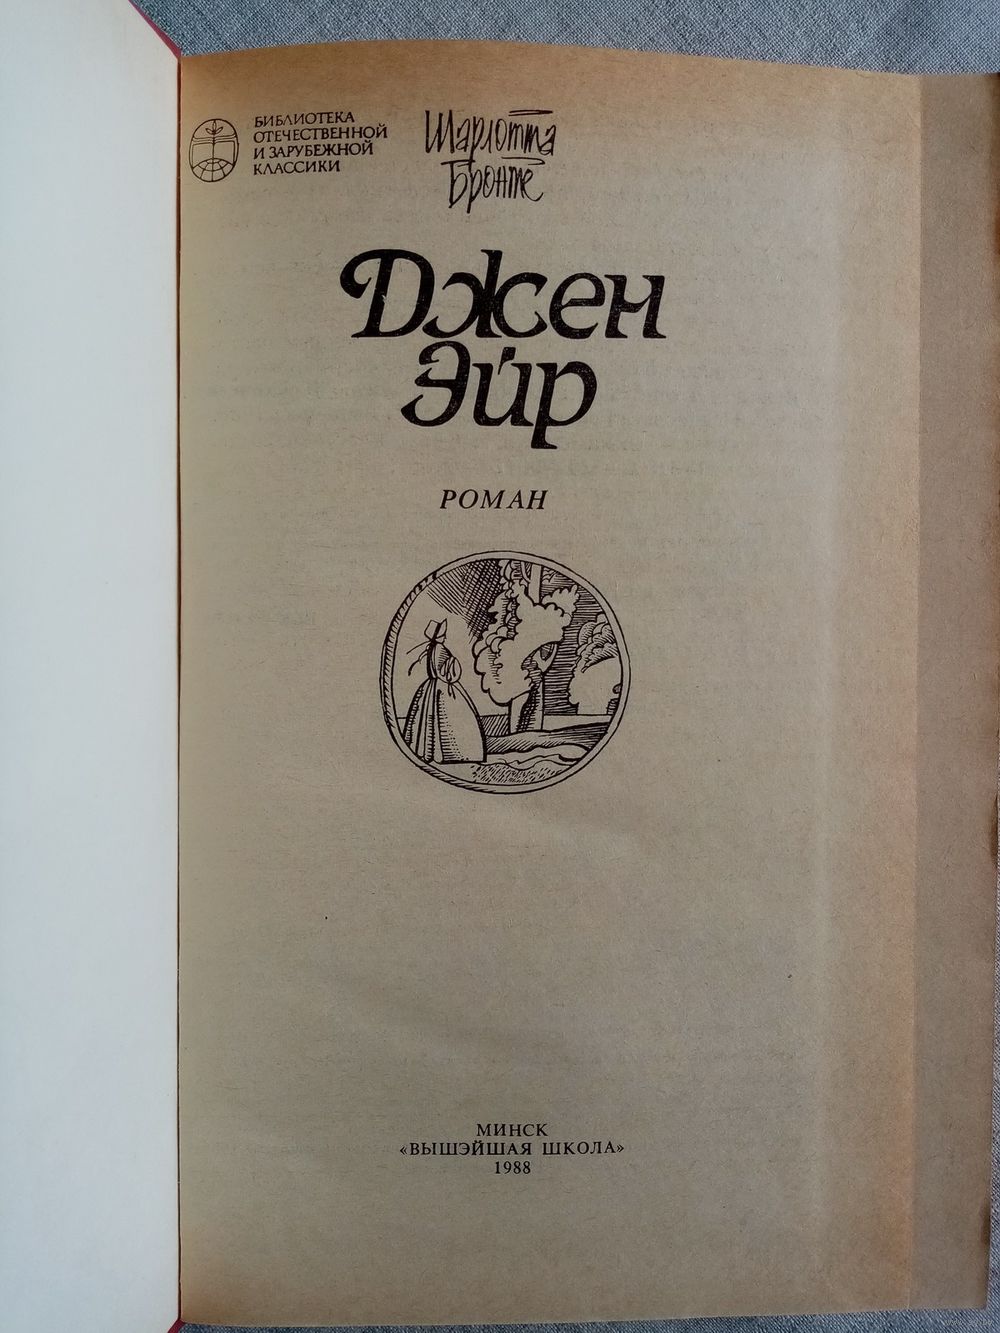 БИБЛИОТЕКА
ОТЕЧЕСТВЕННОЙ
И ЗАРУБЕЖНОЙ
КЛАССИКИ
Шарлотта
Бронте
Джен
Эйр
РОМАН
МИНСК
«ВЫШЭЙШАЯ ШКОЛА»
1988